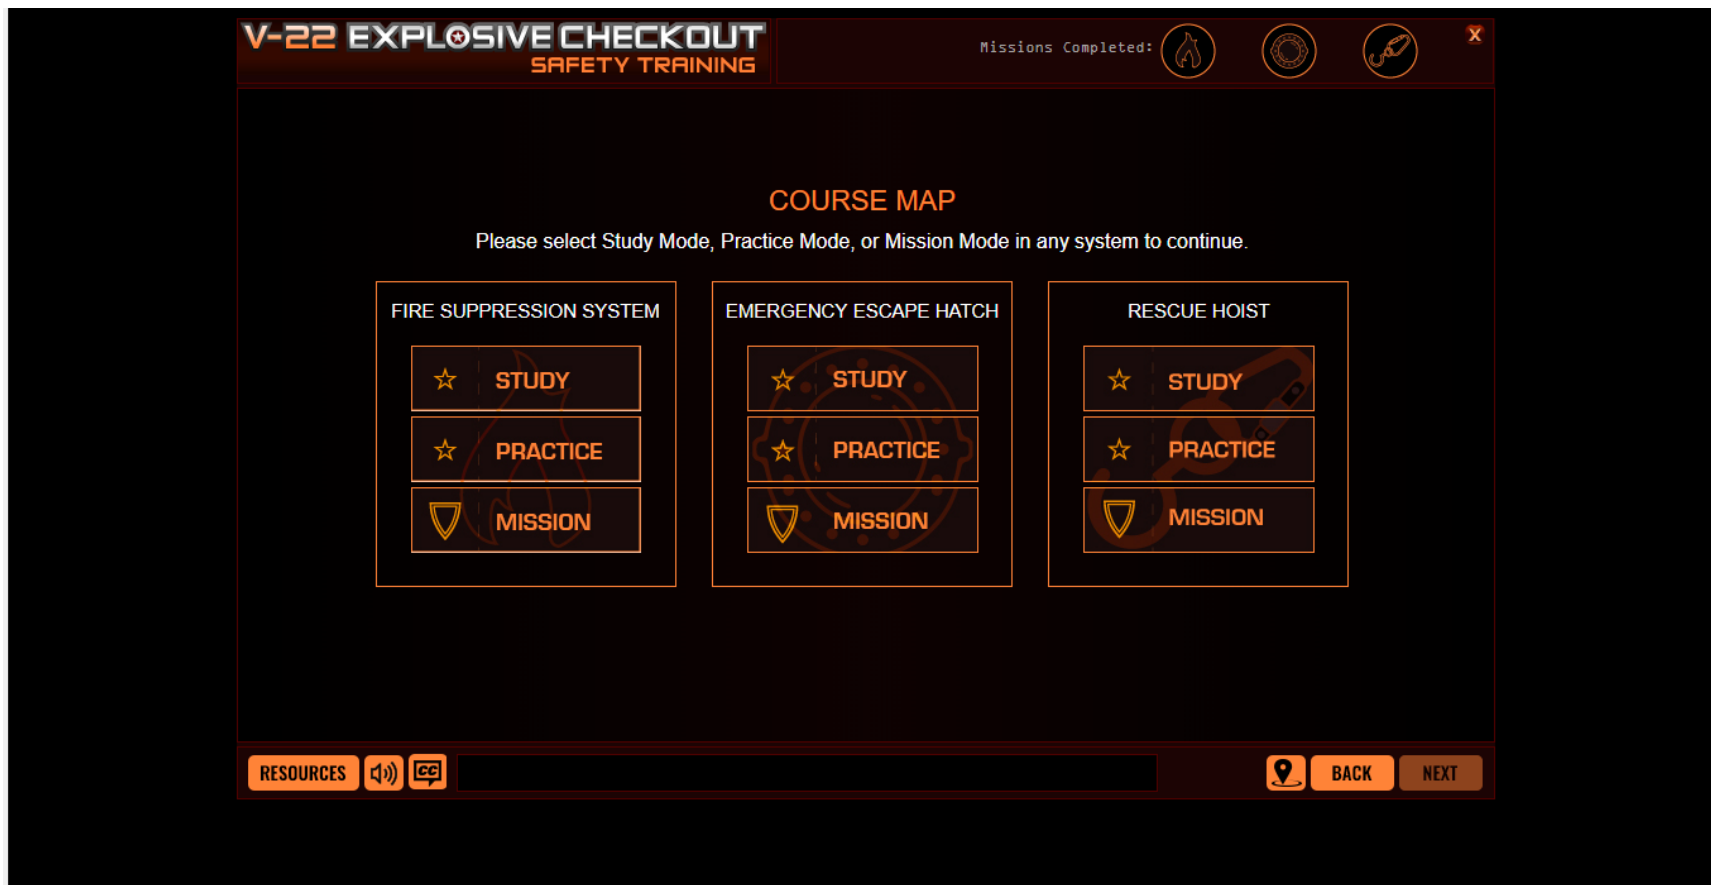 V-22 EXPLOSIVE CHECKOUT
SAFETY TRAINING
Missions Completed:
X
COURSE MAP
Please select Study Mode, Practice Mode, or Mission Mode in any system to continue.
FIRE SUPPRESSION SYSTEM
STUDY
PRACTICE
MISSION
EMERGENCY ESCAPE HATCH
STUDY
PRACTICE
MISSION
RESCUE HOIST
STUDY
PRACTICE
MISSION
RESOURCES
CC
BACK
NEXT